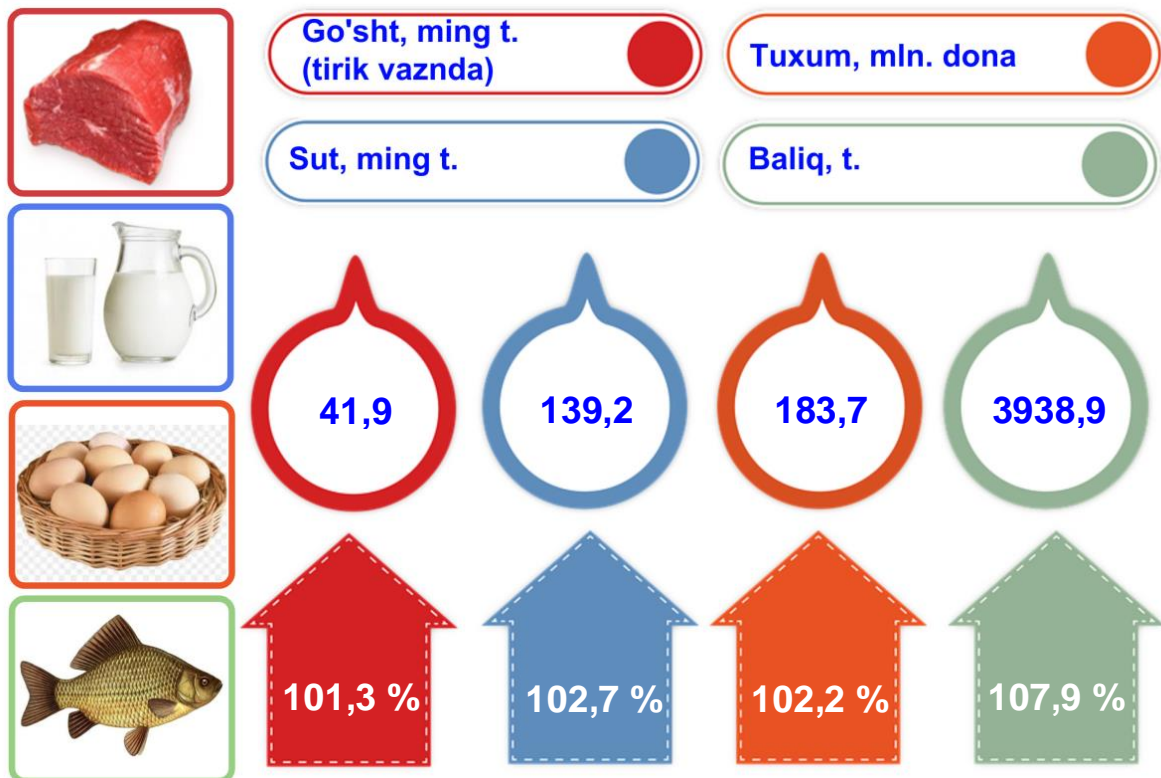 Go'sht, ming t.
(tirik vaznda)
Tuxum, mln. dona
Sut, ming t.
Baliq, t.
41,9
139,2
183,7
3938,9
101,3 %
102,7 %
102,2 %
107,9 %